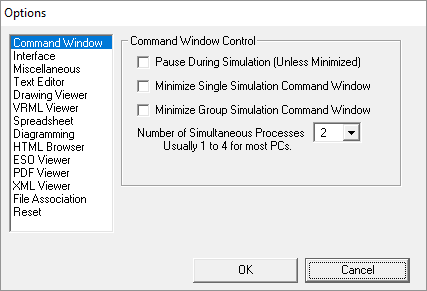 Options
Command Window
Interface
Miscellaneous
Text Editor
Drawing Viewer
VRML Viewer
Spreadsheet
Diagramming
HTML Browser
ESO Viewer
PDF Viewer
XML Viewer
File Association
Reset
Command Window Control
Pause During Simulation (Unless Minimized)
Minimize Single Simulation Command Window
Minimize Group Simulation Command Window
Number of Simultaneous Processes
2
Usually 1 to 4 for most PCs.
OK
Cancel